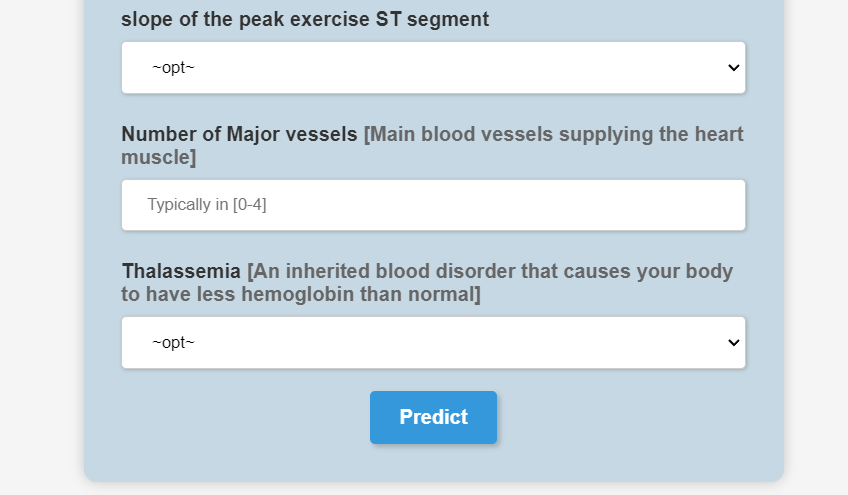 slope of the peak exercise ST segment
~opt~
Number of Major vessels [Main blood vessels supplying the heart
muscle]
Typically in [0-4]
Thalassemia [An inherited blood disorder that causes your body
to have less hemoglobin than normal]
~opt~
Predict